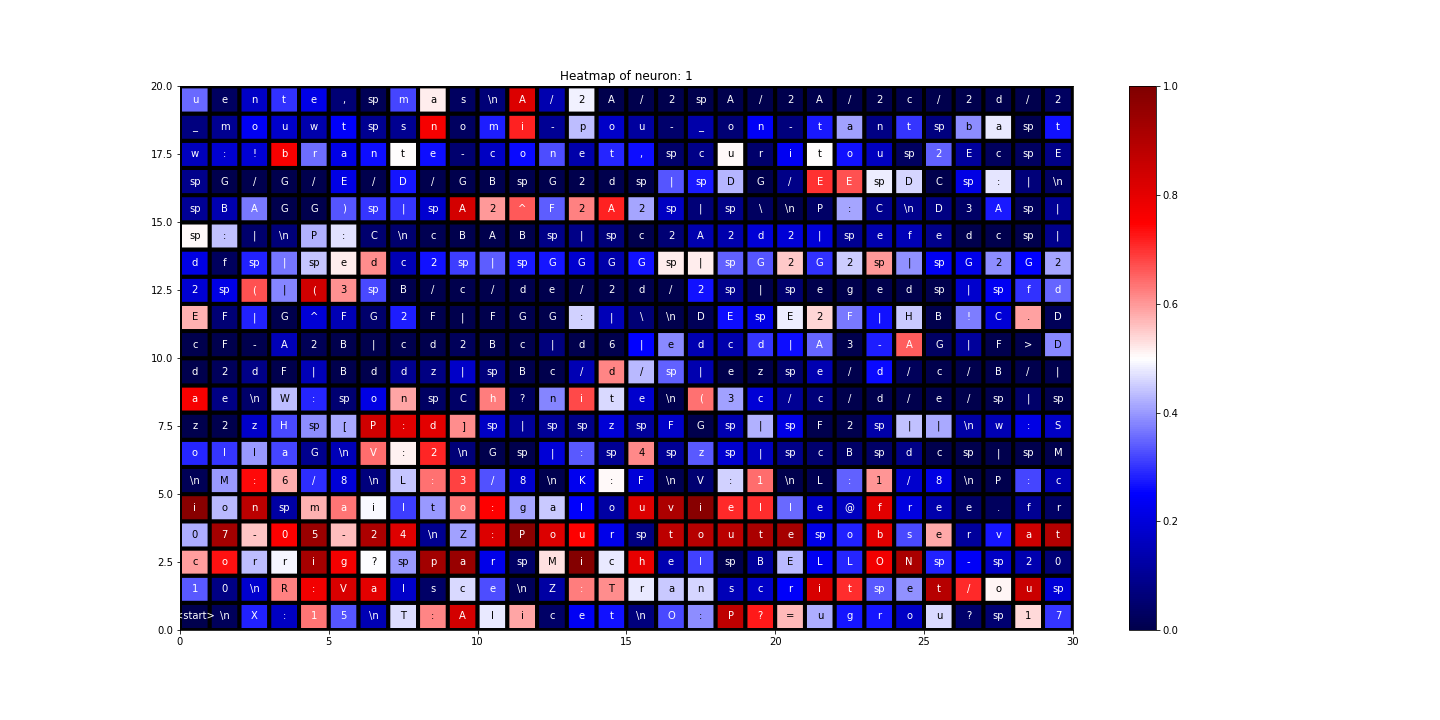 Heatmap of neuron: 1
20.0 u e n t e , sp m a s \n A / 2 A / 2 sp A / 2 A / 2 c / 2 d / 2 1.0
_ m o u w t sp s n o m i - p o u - _ o n - t a n t sp b a sp t
17.5 w : ! b r a n t e - c o n e t , sp c u r i t o u sp 2 E c sp E
sp G / G / E / D / G B sp G 2 d sp | sp D G / E E sp D C sp : | \n 0.8
15.0 sp B A G G ) sp | sp A 2 ^ F 2 A 2 sp | sp \ \n P : C \n D 3 A sp |
sp : | \n P : C \n c B A B sp | sp c 2 A 2 d 2 | sp e f e d c sp |
d f sp | sp e d c 2 sp | sp G G G G sp | sp G 2 G 2 sp | sp G 2 G 2
12.5 2 sp ( | ( 3 sp B / c / d e / 2 d / 2 sp | sp e g e d sp | sp f d
E F | G ^ F G 2 F | F G G : | \ \n D E sp E 2 F | H B ! C . D 0.6
10.0 c F - A 2 B | c d 2 B c | d 6 | e d c d | A 3 - A G | F > D
d 2 d F | B d d z | sp B c / d / sp | e z sp e / d / c / B / |
a e \n W : sp o n sp C h ? n i t e \n ( 3 c / c / d / e / sp | sp 0.4
7.5 z 2 z H sp [ P : d ] sp | sp sp z sp F G sp | sp F 2 sp | | \n w : S
o l l a G \n V : 2 \n G sp | : sp 4 sp z sp | sp c B sp d c sp | sp M
5.0 \n M : 6 / 8 \n L : 3 / 8 \n K : F \n V : 1 \n L : 1 / 8 \n P : c
i o n sp m a i l t o : g a l o u v i e l l e @ f r e e . f r 0.2
0 7 - 0 5 - 2 4 \n Z : P o u r sp t o u t e sp o b s e r v a t
2.5 c o r r i g ? sp p a r sp M i c h e l sp B E L L O N sp - sp 2 0
1 0 \n R : V a l s c e \n Z : T r a n s c r i t sp e t / o u sp
0.0 <start> \n X : 1 5 \n T : A l i c e t \n O : P ? = u g r o u ? sp 1 7 0.0
0 5 10 15 20 25 30